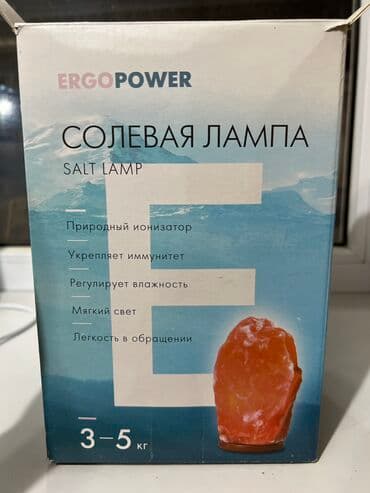 ERGOPOWER
СОЛЕВАЯ ЛАМПА
SALT LAMP
Природный ионизатор
Укрепляет иммунитет
Регулирует влажность
Мягкий свет
Легкость в обращении
E
3–5 кг